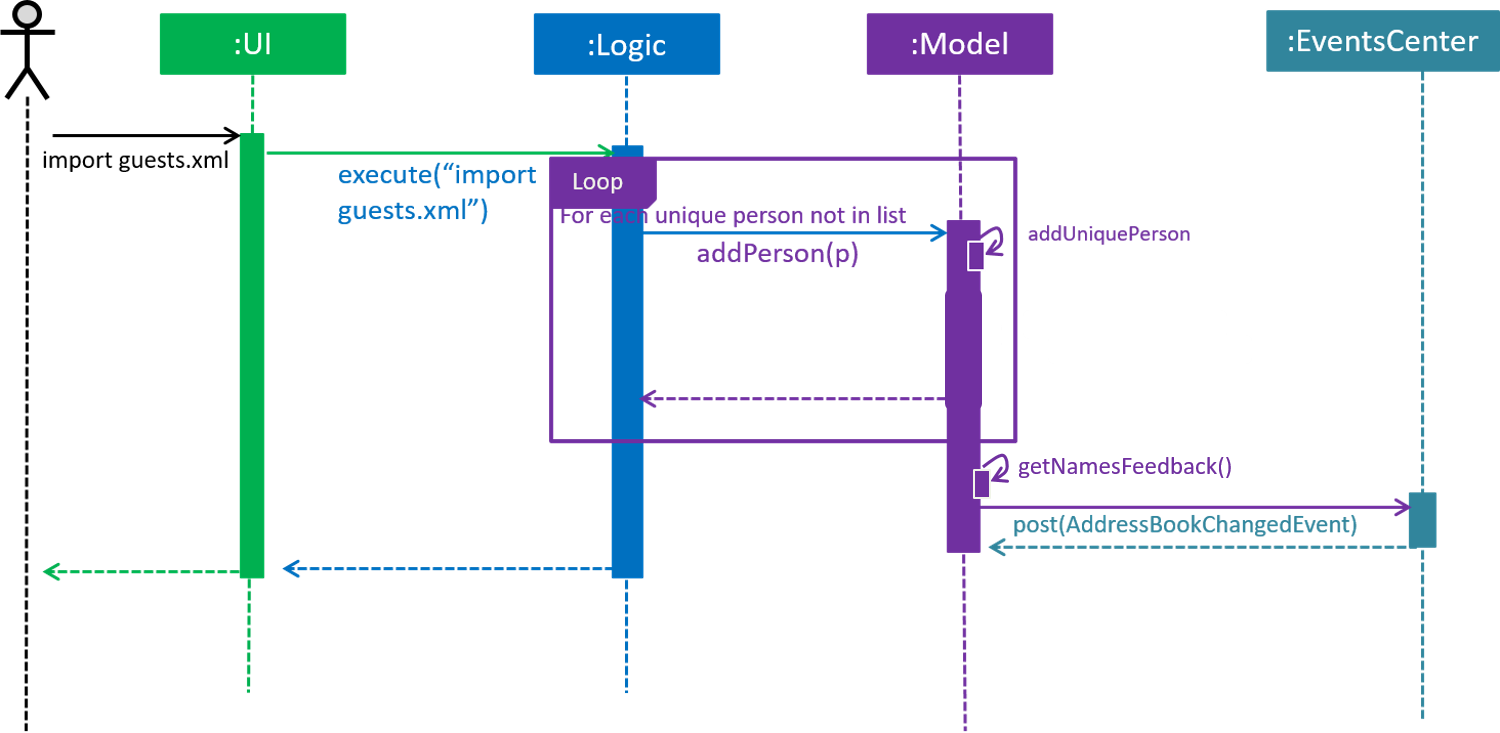 :UI
:Logic
:Model
:EventsCenter
import guests.xml
execute(“import
guests.xml”)
Loop
For each unique person not in list
addPerson(p)
addUniquePerson
getNamesFeedback()
post(AddressBookChangedEvent)